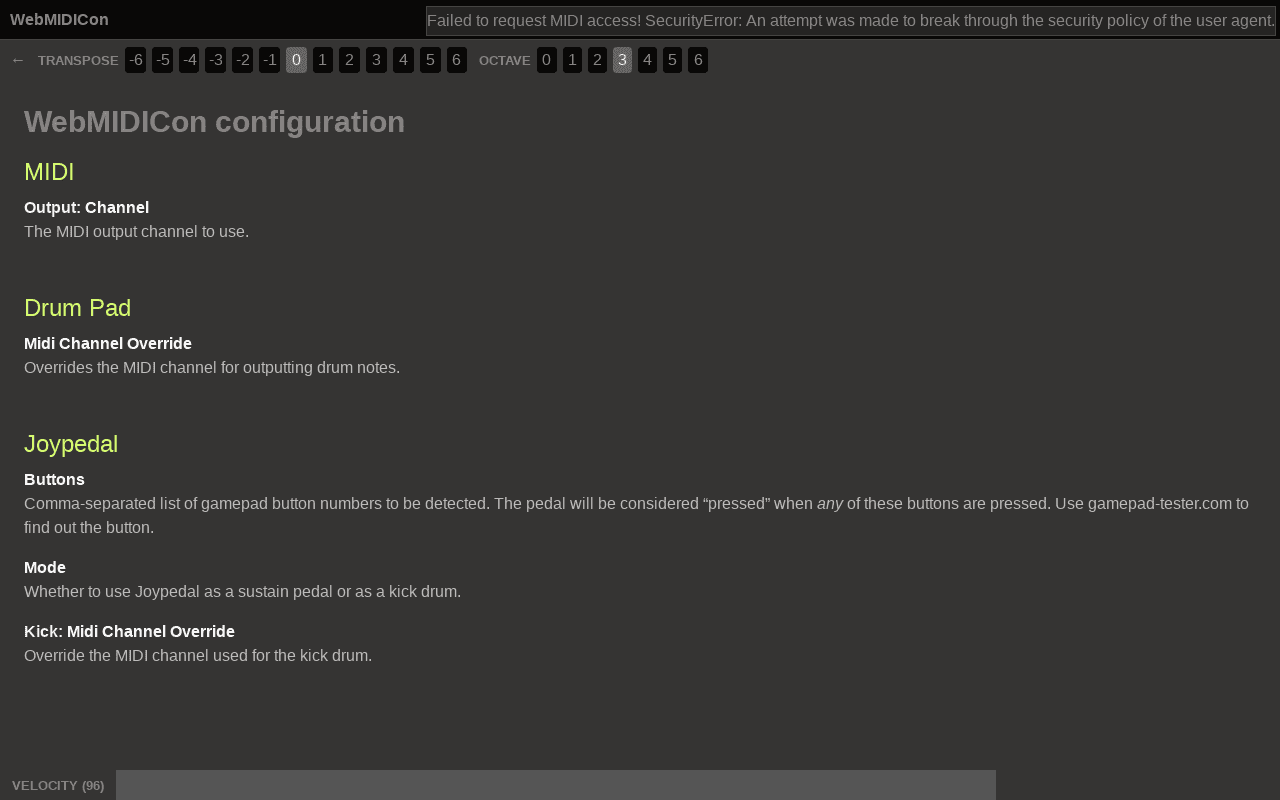 WebMIDICon
Failed to request MIDI access! SecurityError: An attempt was made to break through the security policy of the user agent.
← TRANSPOSE -6 -5 -4 -3 -2 -1 0 1 2 3 4 5 6 OCTAVE 0 1 2 3 4 5 6
WebMIDICon configuration
MIDI
Output: Channel
The MIDI output channel to use.
Drum Pad
Midi Channel Override
Overrides the MIDI channel for outputting drum notes.
Joypedal
Buttons
Comma-separated list of gamepad button numbers to be detected. The pedal will be considered “pressed” when any of these buttons are pressed. Use gamepad-tester.com to
find out the button.
Mode
Whether to use Joypedal as a sustain pedal or as a kick drum.
Kick: Midi Channel Override
Override the MIDI channel used for the kick drum.
VELOCITY (96)